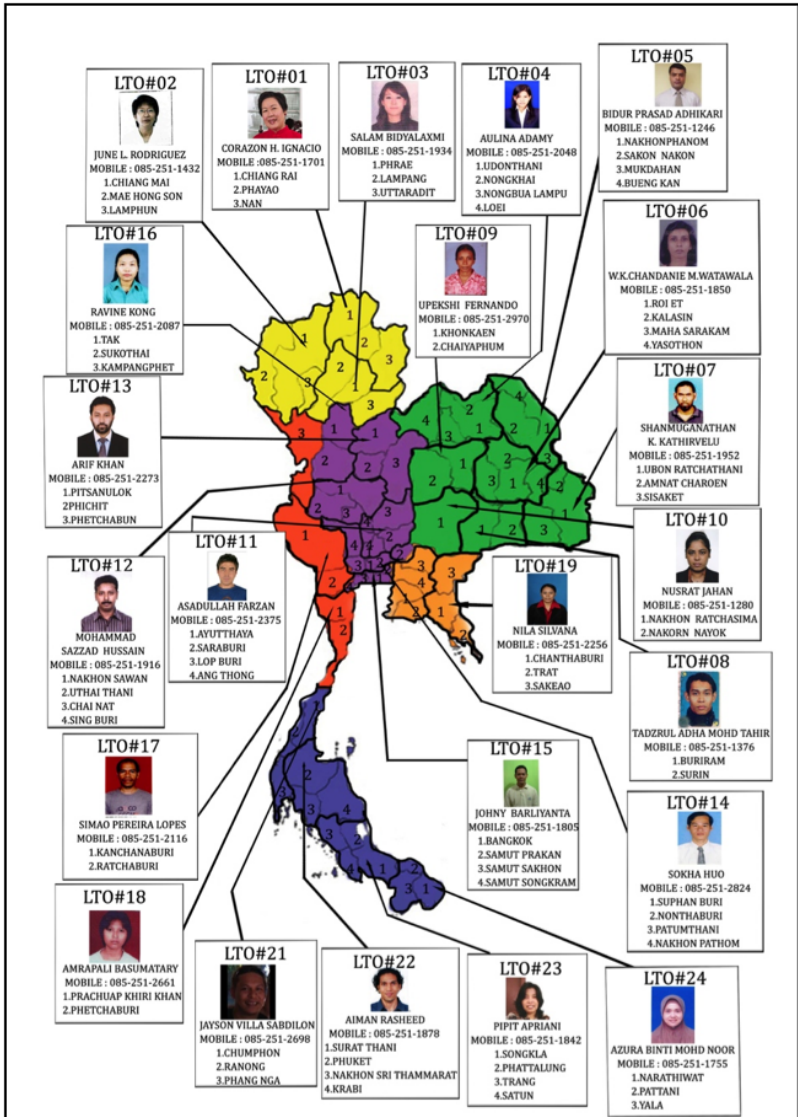 LTO#02
JUNE L. RODRIGUEZ
MOBILE : 085-251-1432
1.CHIANG MAI
2.MAE HONG SON
3.LAMPHUN
LTO#01
CORAZON H. IGNACIO
MOBILE :085-251-1701
1.CHIANG RAI
2.PHAYAO
3.NAN
LTO#03
SALAM BIDYALAXMI
MOBILE : 085-251-1934
1.PHRAE
2.LAMPANG
3.UTTARADIT
LTO#04
AULINA ADAMY
MOBILE : 085-251-2048
1.UDONTHANI
2.NONGKHAI
3.NONGBUA LAMPU
4.LOEI
LTO#05
BIDUR PRASAD ADHIKARI
MOBILE : 085-251-1246
1.NAKHONPHANOM
2.SAKON NAKON
3.MUKDAHAN
4.BUENG KAN
LTO#16
RAVINE KONG
MOBILE : 085-251-2087
1.TAK
2.SUKOTHAI
3.KAMPANGPHET
LTO#09
UPEKSHI FERNANDO
MOBILE : 085-251-2970
1.KHONKAEN
2.CHAIYAPHUM
LTO#06
W.K.CHANDANIE M.WATAWALA
MOBILE : 085-251-1850
1.ROI ET
2.KALASIN
3.MAHA SARAKAM
4.YASOTHON
LTO#13
ARIF KHAN
MOBILE : 085-251-2273
1.PITSANULOK
2PHICHIT
3.PHETCHABUN
LTO#07
SHANMUGANATHAN
K. KATHIRVELU
MOBILE : 085-251-1952
1.UBON RATCHATHANI
2.AMNAT CHAROEN
3.SISAKET
LTO#12
MOHAMMAD
SAZZAD HUSSAIN
MOBILE : 085-251-1916
1.NAKHON SAWAN
2.UTHAI THANI
3.CHAI NAT
4.SING BURI
LTO#11
ASADULLAH FARZAN
MOBILE : 085-251-2375
1.AYUTTHAYA
2.SARABURI
3.LOP BURI
4.ANG THONG
LTO#19
NILA SILVANA
MOBILE : 085-251-2256
1.CHANTHABURI
2.TRAT
3.SAKEAO
LTO#10
NUSRAT JAHAN
MOBILE : 085-251-1280
1.NAKHON RATCHASIMA
2.NAKORN NAYOK
LTO#08
TADZRUL ADHA MOHD TAHIR
MOBILE : 085-251-1376
1.BURIRAM
2.SURIN
LTO#17
SIMAO PEREIRA LOPES
MOBILE : 085-251-2116
1.KANCHANABURI
2.RATCHABURI
LTO#15
JOHNY BARLIYANTA
MOBILE : 085-251-1805
1.BANGKOK
2.SAMUT PRAKAN
3.SAMUT SAKHON
4.SAMUT SONGKRAM
LTO#14
SOKHA HUO
MOBILE : 085-251-2824
1.SUPHAN BURI
2.NONTHABURI
3.PATUMTHANI
4.NAKHON PATHOM
LTO#18
AMRAPALI BASUMATARY
MOBILE : 085-251-2661
1.PRACHUAP KHIRI KHAN
2.PHETCHABURI
LTO#21
JAYSON VILLA SABDILON
MOBILE : 085-251-2698
1.CHUMPHON
2.RANONG
3.PHANG NGA
LTO#22
AIMAN RASHEED
MOBILE : 085-251-1878
1.SURAT THANI
2.PHUKET
3.NAKHON SRI THAMMARAT
4.KRABI
LTO#23
PIPIT APRIANI
MOBILE : 085-251-1842
1.SONGKLA
2.PHATTALUNG
3.TRANG
4.SATUN
LTO#24
AZURA BINTI MOHD NOOR
MOBILE : 085-251-1755
1.NARATHIWAT
2.PATTANI
3.YALA